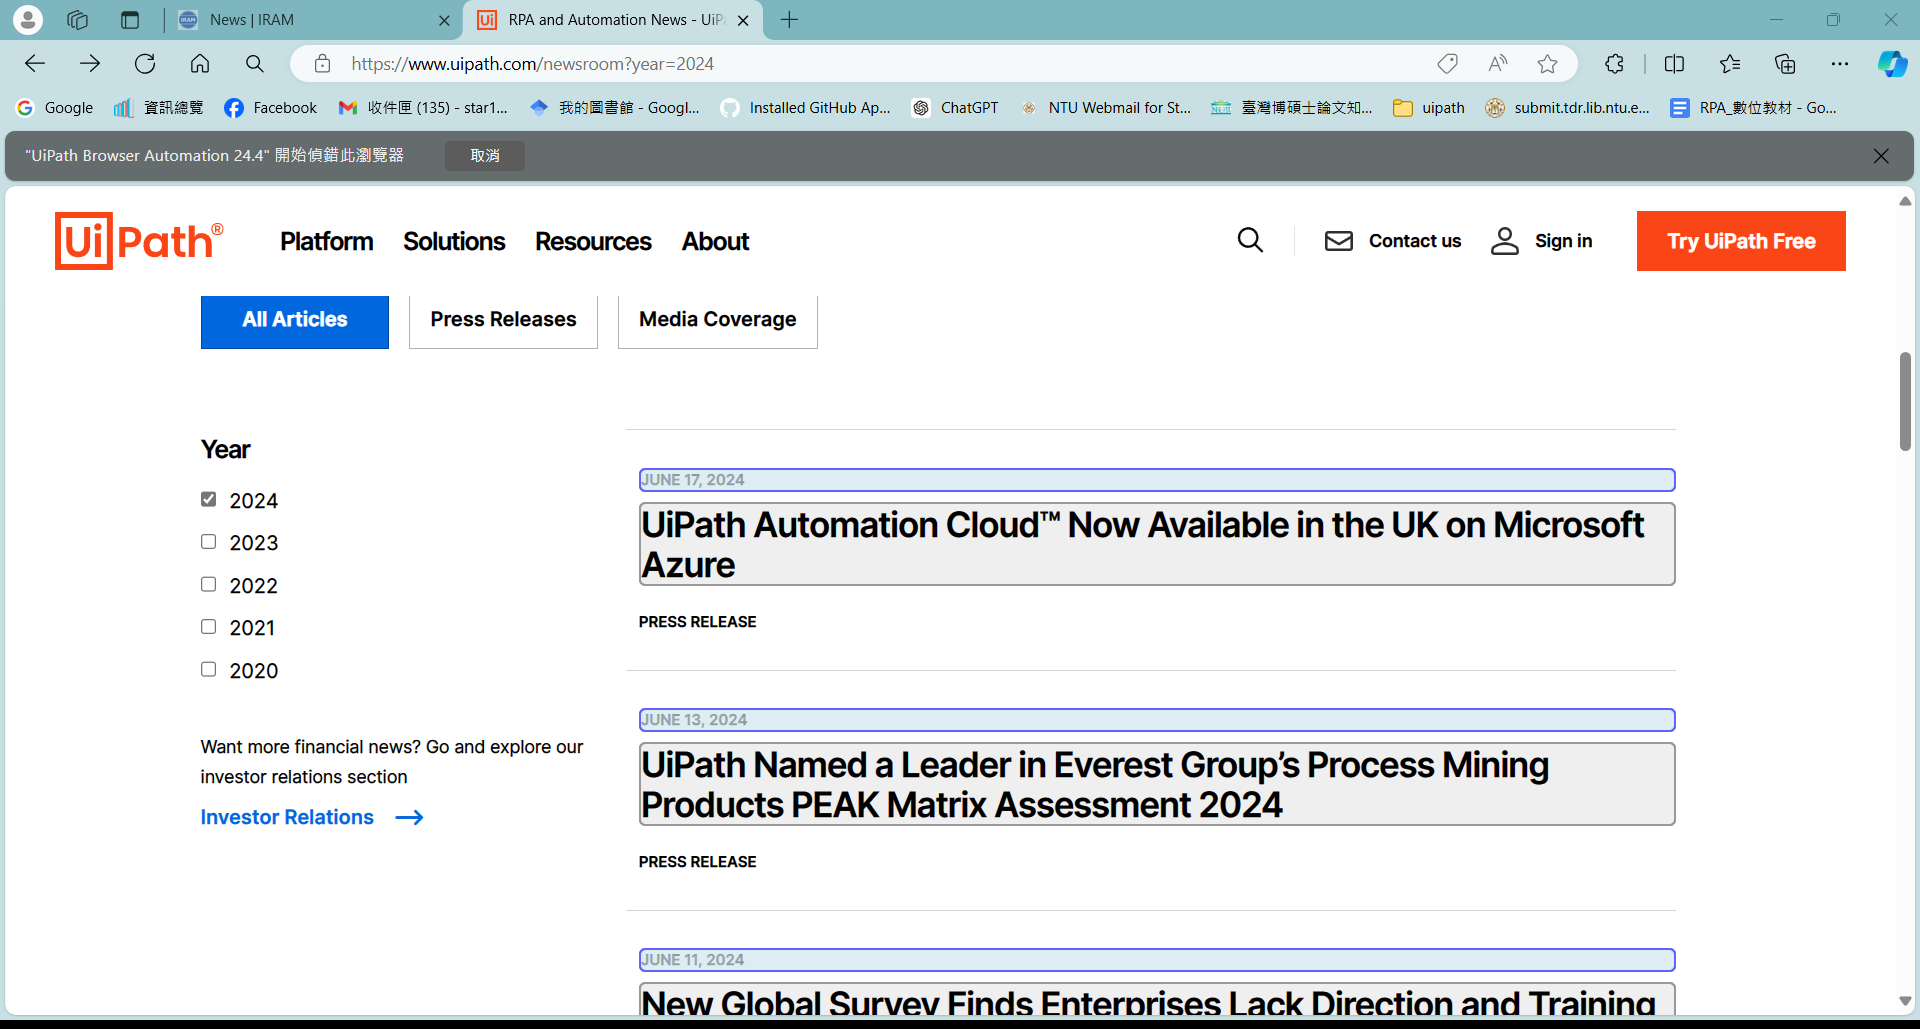 News | IRAM
RPA and Automation News - UiPa
https://www.uipath.com/newsroom?year=2024
Google
資訊總覽
Facebook
收件匣 (135) - star1...
我的圖書館 - Googl...
Installed GitHub Ap...
ChatGPT
NTU Webmail for St...
臺灣博碩士論文知...
uipath
submit.tdr.lib.ntu.e...
RPA_數位教材 - Go...
"UiPath Browser Automation 24.4" 開始偵錯此瀏覽器
取消
UiPath®
Platform
Solutions
Resources
About
Contact us
Sign in
Try UiPath Free
All Articles
Press Releases
Media Coverage
Year
2024
2023
2022
2021
2020
Want more financial news? Go and explore our
investor relations section
Investor Relations
JUNE 17, 2024
UiPath Automation Cloud™ Now Available in the UK on Microsoft
Azure
PRESS RELEASE
JUNE 13, 2024
UiPath Named a Leader in Everest Group’s Process Mining
Products PEAK Matrix Assessment 2024
PRESS RELEASE
JUNE 11, 2024
New Global Survey Finds Enterprises Lack Direction and Training